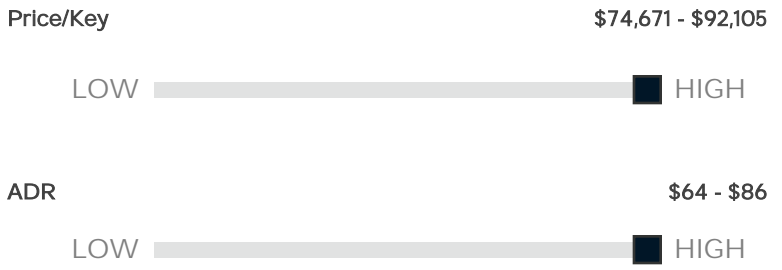 Price/Key $74,671 - $92,105
LOW HIGH
ADR $64 - $86
LOW HIGH